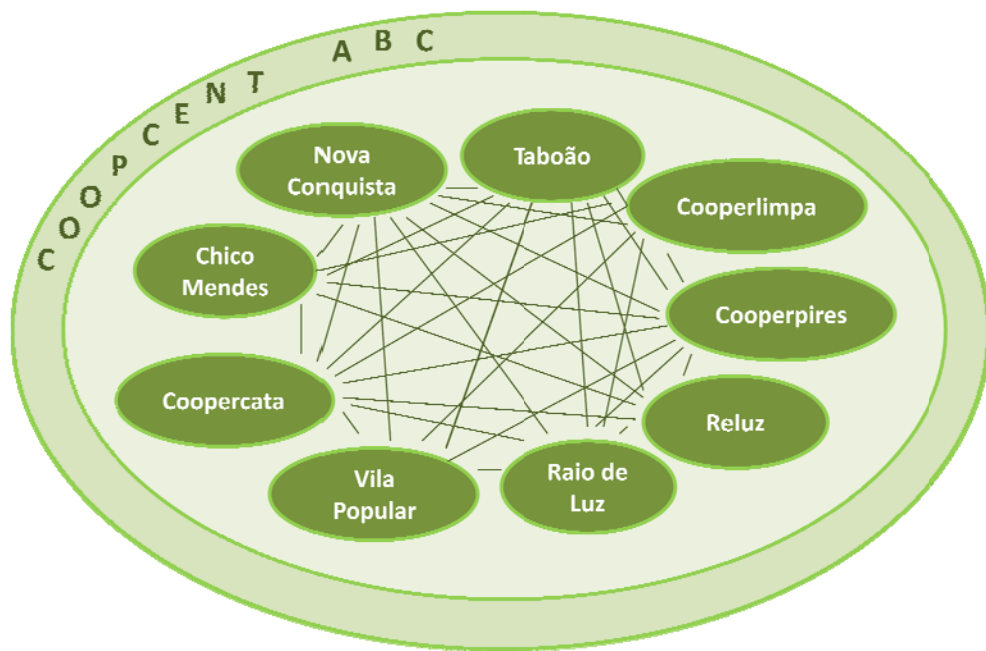 COOPCENT ABC
Nova
Conquista
Taboão
Cooperlimpa
Chico
Mendes
Cooperpires
Coopercata
Reluz
Vila
Popular
Raio de
Luz